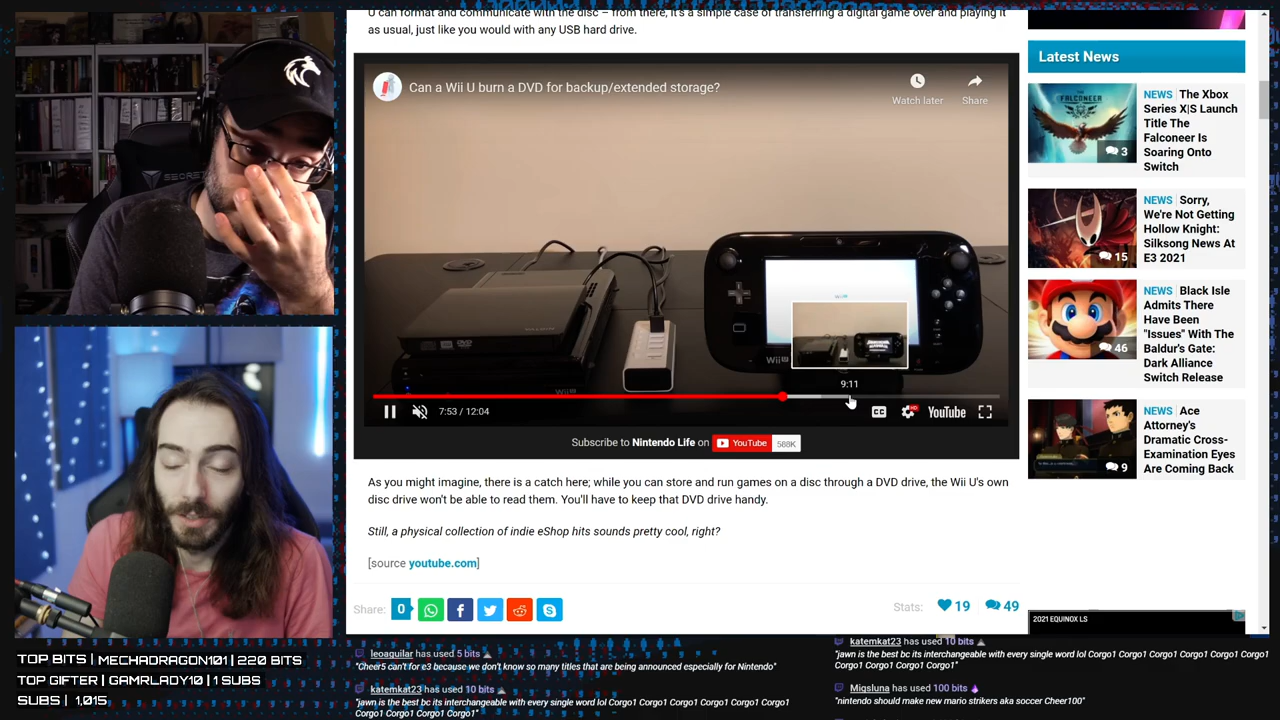 U can format and communicate with the disc – from there, it's a simple case of transferring a digital game over and playing it
as usual, just like you would with any USB hard drive.
Can a Wii U burn a DVD for backup/extended storage?
Watch later
Share
Wii U
9:11
7:53 / 12:04
CC
HD
YouTube
Subscribe to Nintendo Life on YouTube 588K
As you might imagine, there is a catch here; while you can store and run games on a disc through a DVD drive, the Wii U's own
disc drive won't be able to read them. You'll have to keep that DVD drive handy.
Still, a physical collection of indie eShop hits sounds pretty cool, right?
[source youtube.com]
Share: 0
Stats: 19 49
Latest News
THE FALCONEER
3
NEWS | The Xbox
Series X|S Launch
Title The
Falconeer Is
Soaring Onto
Switch
15
NEWS | Sorry,
We're Not Getting
Hollow Knight:
Silksong News At
E3 2021
46
NEWS | Black Isle
Admits There
Have Been
"Issues" With The
Baldur's Gate:
Dark Alliance
Switch Release
9
NEWS | Ace
Attorney's
Dramatic Cross-
Examination Eyes
Are Coming Back
2021 EQUINOX LS
TOP BITS | MECHADRAGON101 | 220 BITS
TOP GIFTER | GAMRLADY10 | 1 SUBS
SUBS | 1,015
leoaguilar has used 5 bits
"Cheer5 can't for e3 because we don't know so many titles that are being announced especially for Nintendo"
katemkat23 has used 10 bits
"jawn is the best bc its interchangeable with every single word lol Corgo1 Corgo1 Corgo1 Corgo1 Corgo1
Corgo1 Corgo1 Corgo1 Corgo1 Corgo1"
katemkat23 has used 10 bits
"jawn is the best bc its interchangeable with every single word lol Corgo1 Corgo1 Corgo1 Corgo1 Corgo1
Corgo1 Corgo1 Corgo1 Corgo1 Corgo1"
Migsluna has used 100 bits
"nintendo should make new mario strikers aka soccer Cheer100"